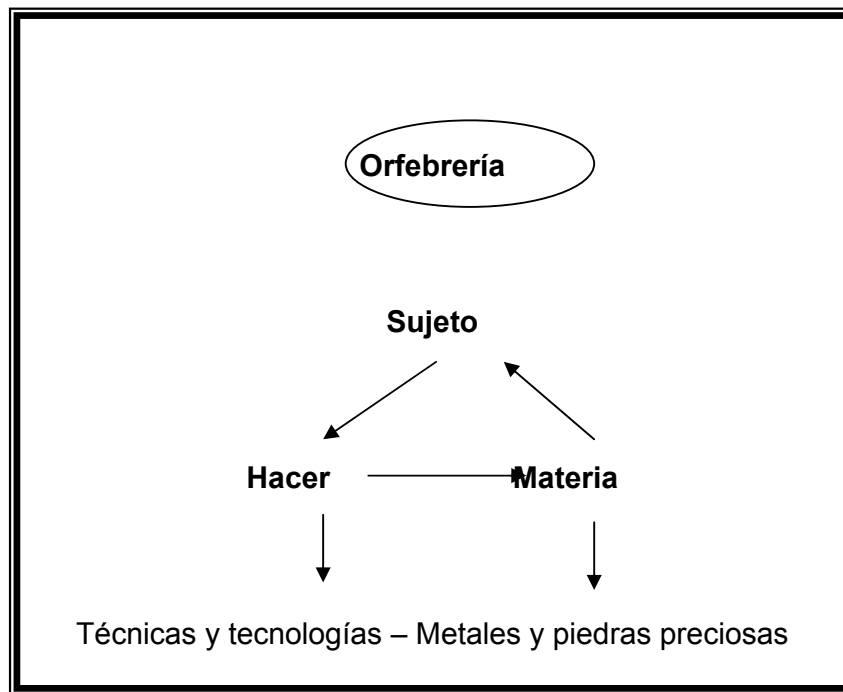 Orfebrería
Sujeto
Hacer Materia
Técnicas y tecnologías – Metales y piedras preciosas